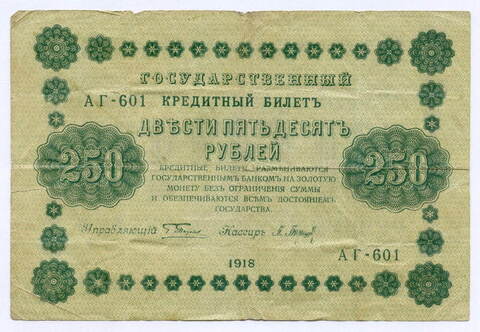 ГОСУДАРСТВЕННЫЙ
АГ-601 КРЕДИТНЫЙ БИЛЕТЪ
ДВѢСТИ ПЯТЬДЕСЯТЪ
РУБЛЕЙ
250 250
КРЕДИТНЫЕ БИЛЕТЫ РАЗМѢНИВАЮТСЯ
ГОСУДАРСТВЕННЫМЪ БАНКОМЪ НА ЗОЛОТУЮ
МОНЕТУ БЕЗЪ ОГРАНИЧЕНІЯ СУММЫ
И ОБЕЗПЕЧИВАЮТСЯ ВСѢМЪ ДОСТОЯНІЕМЪ
ГОСУДАРСТВА.
Управляющій Кассиръ
АГ-601
1918